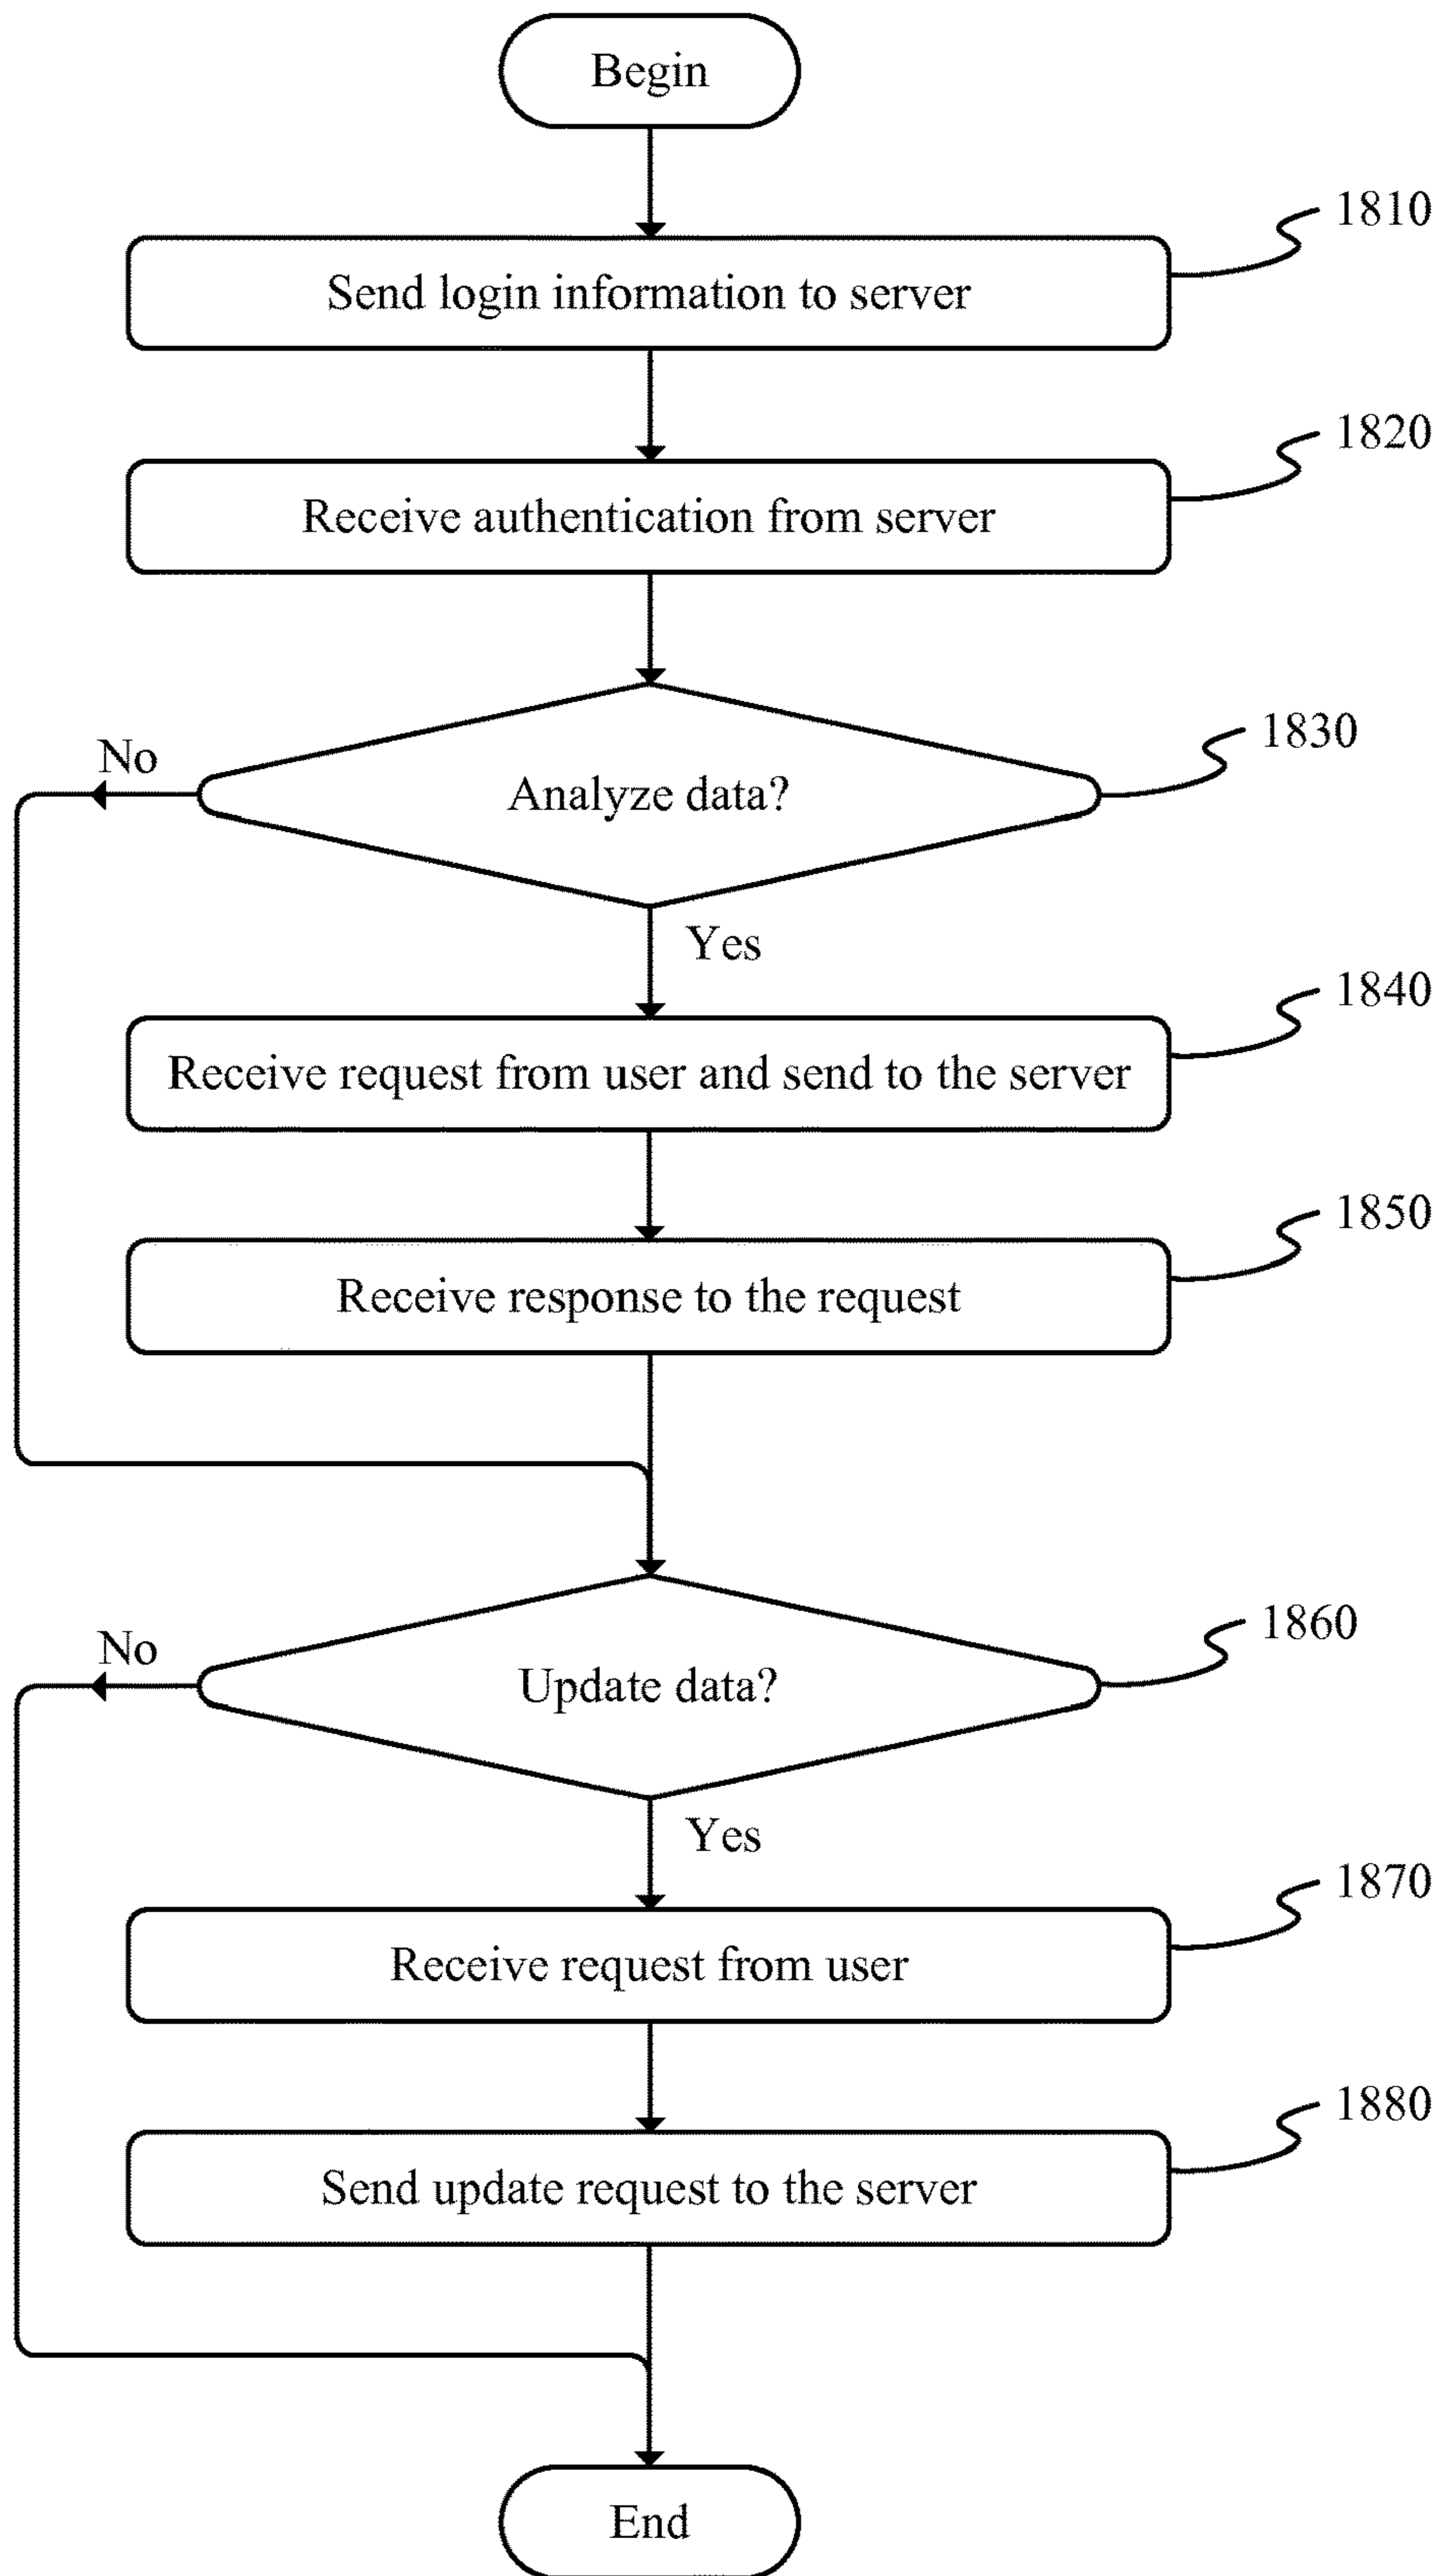 Begin
1810
Send login information to server
1820
Receive authentication from server
1830
No
Analyze data?
Yes
1840
Receive request from user and send to the server
1850
Receive response to the request
1860
No
Update data?
Yes
1870
Receive request from user
1880
Send update request to the server
End